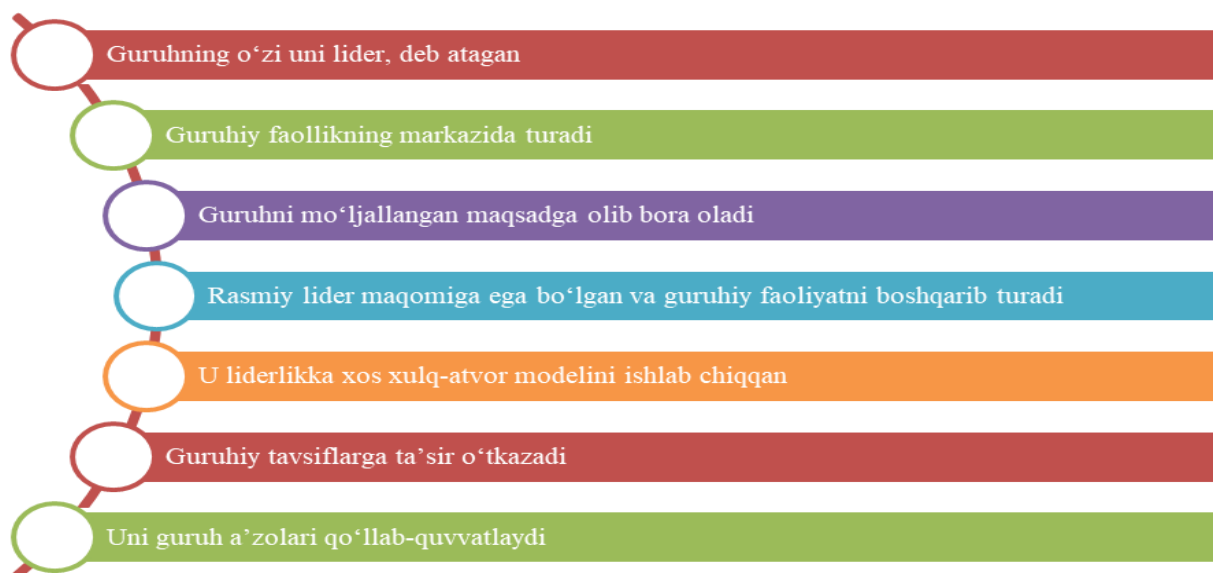 Guruhning o‘zi uni lider, deb atagan
Guruhiy faollikning markazida turadi
Guruhni mo‘ljallangan maqsadga olib bora oladi
Rasmiy lider maqomiga ega bo‘lgan va guruhiy faoliyatni boshqarib turadi
U liderlikka xos xulq-atvor modelini ishlab chiqqan
Guruhiy tavsiflarga ta’sir o‘tkazadi
Uni guruh a’zolari qo‘llab-quvvatlaydi